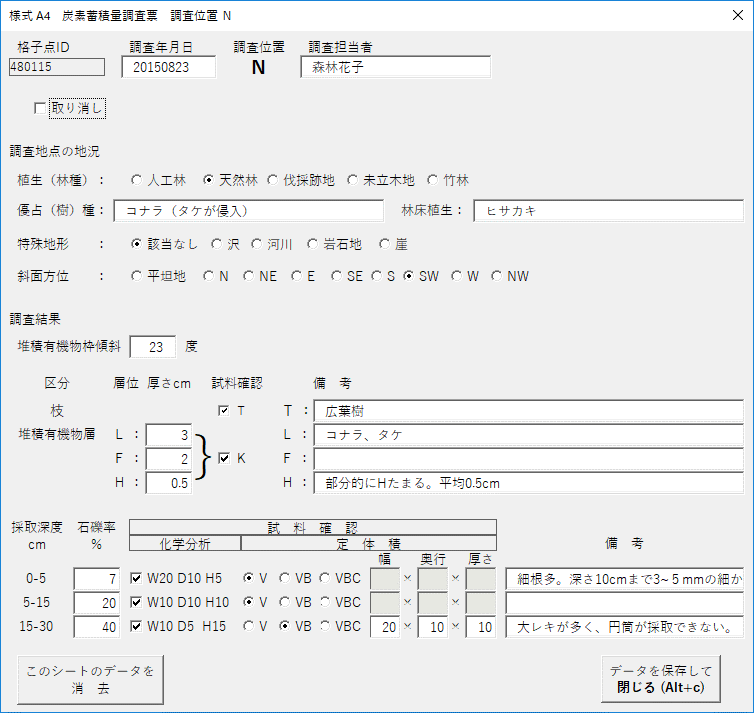 様式 A4　炭素蓄積量調査票　調査位置 N
格子点ID　調査年月日　調査位置　調査担当者
480115　20150823　N　森林花子
取り消し
調査地点の地況
植生（林種）：　人工林　天然林　伐採跡地　未立木地　竹林
優占（樹）種：　コナラ（タケが侵入）　林床植生：　ヒサカキ
特殊地形　：　該当なし　沢　河川　岩石地　崖
斜面方位　：　平坦地　N　NE　E　SE　S　SW　W　NW
調査結果
堆積有機物枠傾斜　23　度
区分　層位　厚さcm　試料確認　備　考
枝　T　T　：　広葉樹
堆積有機物層　L　：　3　L　：　コナラ、タケ
F　：　2　}　K　F　：
H　：　0.5　H　：　部分的にHたまる。平均0.5cm
採取深度　石礫率　試　料　確　認
cm　%　化学分析　定　体　積　備　考
幅　奥行　厚さ
0-5　7　W20 D10 H5　V　VB　VBC　×　×　細根多。深さ10cmまで3~５mmの細か
5-15　20　W10 D10 H10　V　VB　VBC　×　×
15-30　40　W10 D5 H15　V　VB　VBC　20　×　10　×　10　大レキが多く、円筒が採取できない。
このシートのデータを　データを保存して
消　去　閉じる (Alt+c)